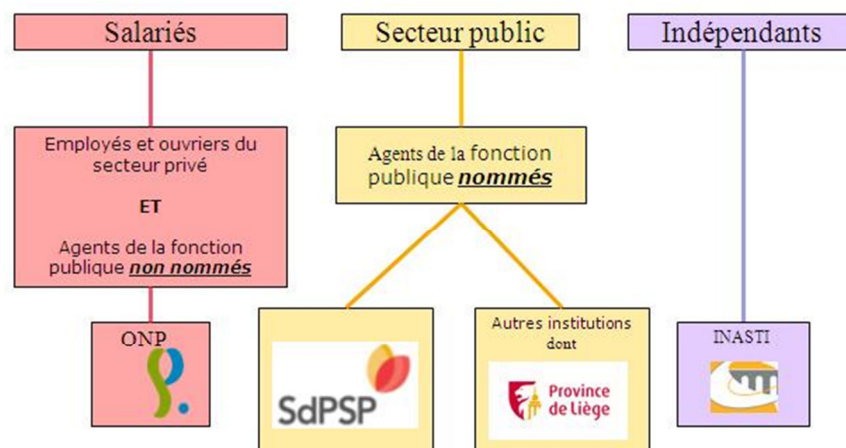 Salariés
Secteur public
Indépendants
Employés et ouvriers du
secteur privé
ET
Agents de la fonction
publique non nommés
Agents de la fonction
publique nommés
ONP
SdPSP
Autres institutions
dont
Province
de Liège
INASTI